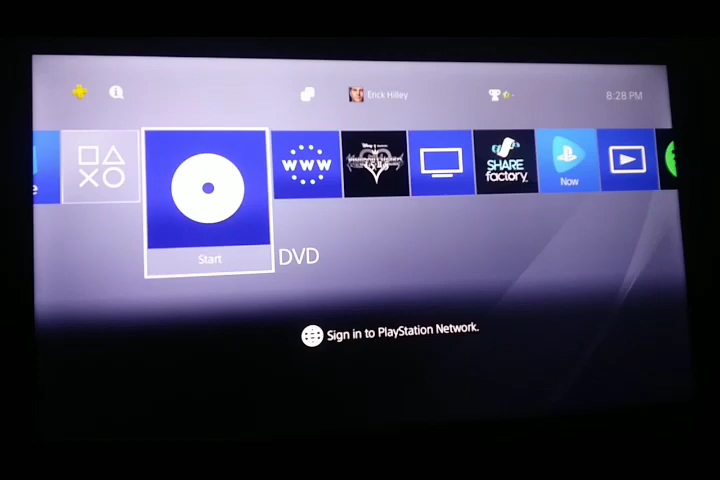 Erick Hilley
8:28 PM
e
WWW
SHARE
factory
Now
Start
DVD
Sign in to PlayStation Network.